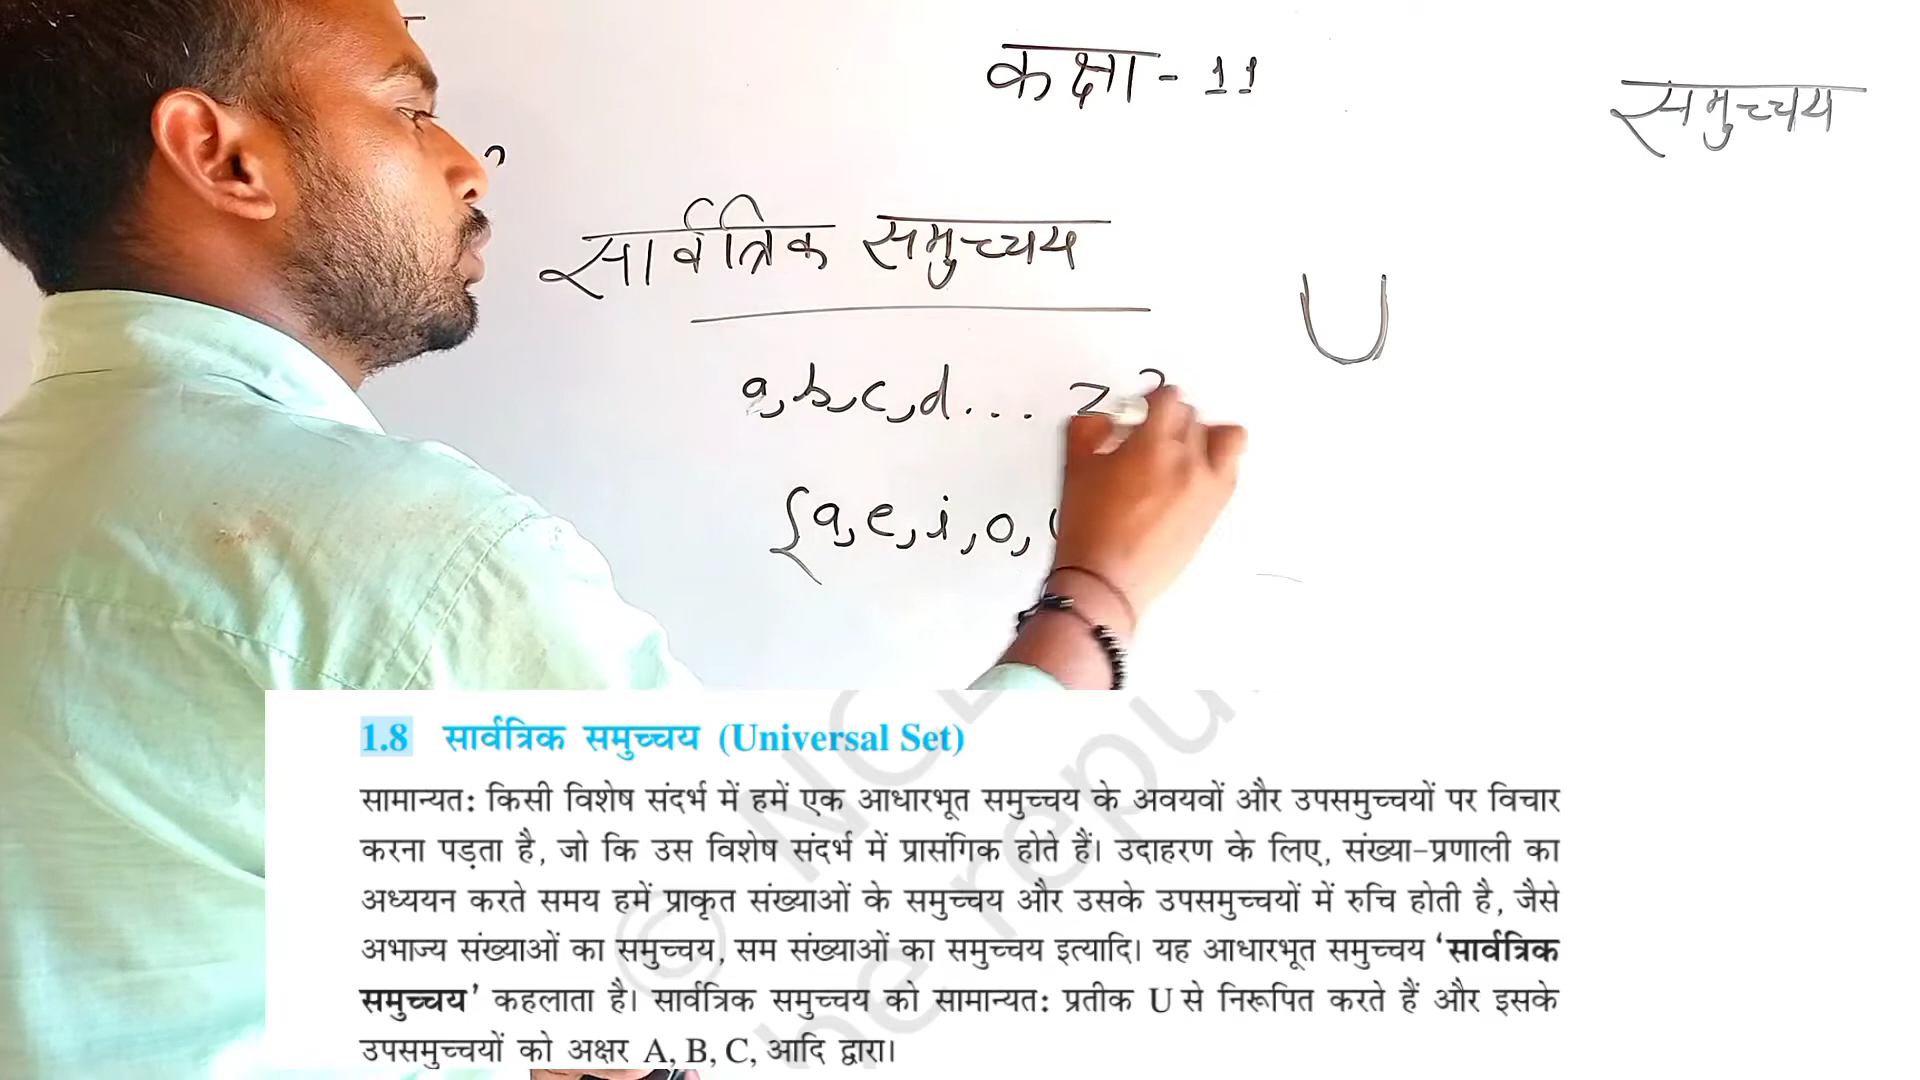 कक्षा - 11
समुच्चय
सार्वत्रिक समुच्चय
U
a, b, c, d ... z
{a, e, i, o,
1.8 सार्वत्रिक समुच्चय (Universal Set)
सामान्यत: किसी विशेष संदर्भ में हमें एक आधारभूत समुच्चय के अवयवों और उपसमुच्चयों पर विचार
करना पड़ता है, जो कि उस विशेष संदर्भ में प्रासंगिक होते हैं। उदाहरण के लिए, संख्या-प्रणाली का
अध्ययन करते समय हमें प्राकृत संख्याओं के समुच्चय और उसके उपसमुच्चयों में रुचि होती है, जैसे
अभाज्य संख्याओं का समुच्चय, सम संख्याओं का समुच्चय इत्यादि। यह आधारभूत समुच्चय ‘सार्वत्रिक
समुच्चय’ कहलाता है। सार्वत्रिक समुच्चय को सामान्यत: प्रतीक U से निरूपित करते हैं और इसके
उपसमुच्चयों को अक्षर A, B, C, आदि द्वारा।